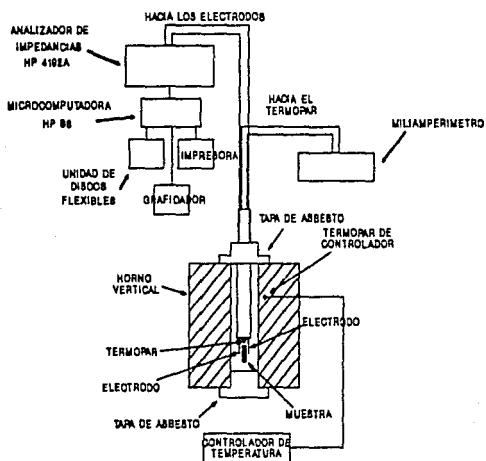 HACIA LOS ELECTRODOS
ANALIZADOR DE
IMPEDANCIAS
HP 4192A
HACIA EL
TERMOPAR
MICROCOMPUTADORA
HP 86
MILIAMPERIMETRO
IMPRESORA
UNIDAD DE
DISCOS
FLEXIBLES
GRAFICADOR
TAPA DE ASBESTO
TERMOPAR DE
CONTROLADOR
HORNO
VERTICAL
ELECTRODO
TERMOPAR
ELECTRODO
MUESTRA
TAPA DE ASBESTO
CONTROLADOR DE
TEMPERATURA